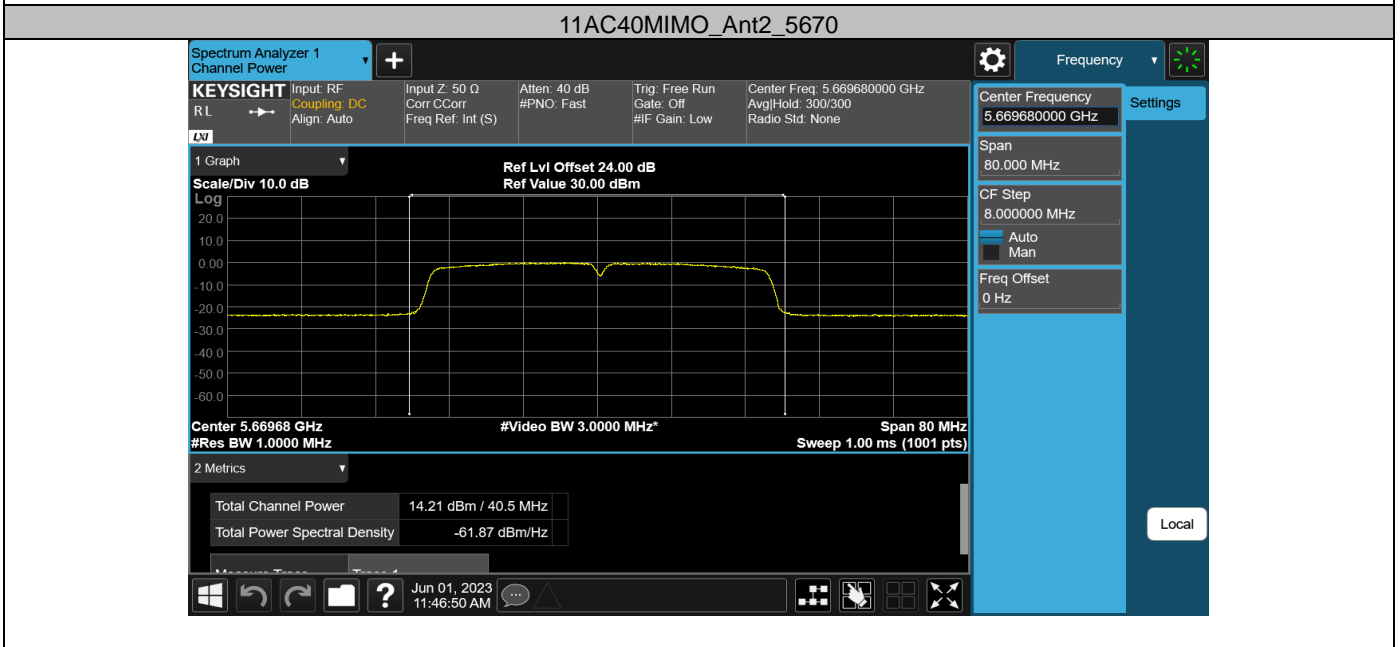 11AC40MIMO_Ant2_5670
Spectrum Analyzer 1
Channel Power
Frequency
KEYSIGHT
R L
LXI
Input: RF
Coupling: DC
Align: Auto
Input Z: 50 Ω
Corr CCorr
Freq Ref: Int (S)
Atten: 40 dB
#PNO: Fast
Trig: Free Run
Gate: Off
#IF Gain: Low
Center Freq: 5.669680000 GHz
Avg|Hold: 300/300
Radio Std: None
Center Frequency
5.669680000 GHz
Settings
Span
80.000 MHz
CF Step
8.000000 MHz
Auto
Man
Freq Offset
0 Hz
Local
1 Graph
Scale/Div 10.0 dB
Ref Lvl Offset 24.00 dB
Ref Value 30.00 dBm
Log
20.0
10.0
0.00
-10.0
-20.0
-30.0
-40.0
-50.0
-60.0
Center 5.66968 GHz
#Video BW 3.0000 MHz*
Span 80 MHz
#Res BW 1.0000 MHz
Sweep 1.00 ms (1001 pts)
2 Metrics
Total Channel Power 14.21 dBm / 40.5 MHz
Total Power Spectral Density -61.87 dBm/Hz
Measure Trace Trace 1
?
Jun 01, 2023
11:46:50 AM